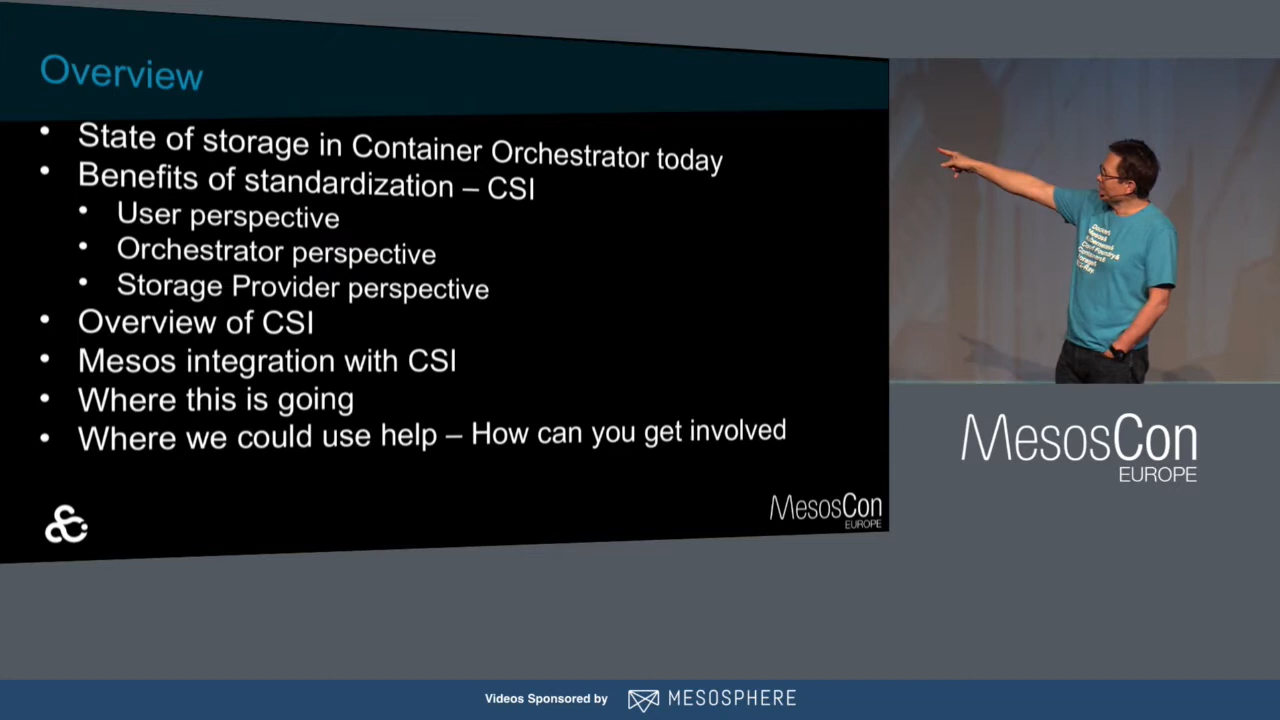 Overview
• State of storage in Container Orchestrator today
• Benefits of standardization – CSI
• User perspective
• Orchestrator perspective
• Storage Provider perspective
• Overview of CSI
• Mesos integration with CSI
• Where this is going
• Where we could use help – How can you get involved
MesosCon
EUROPE
Docker&
Mesos&
MesosCon
EUROPE
Videos Sponsored by MESOSPHERE